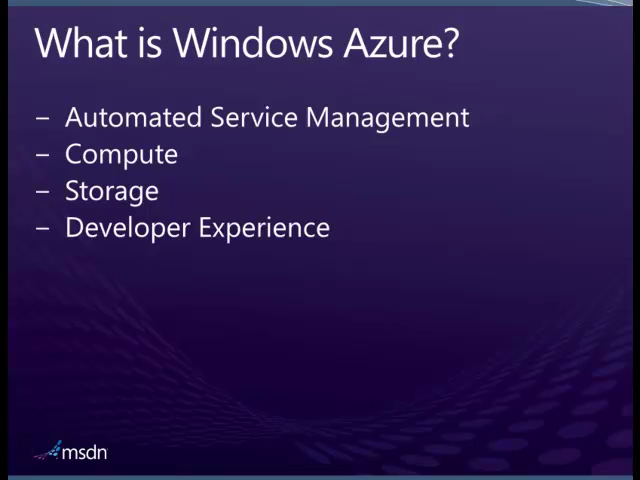 What is Windows Azure?
– Automated Service Management
– Compute
– Storage
– Developer Experience
msdn